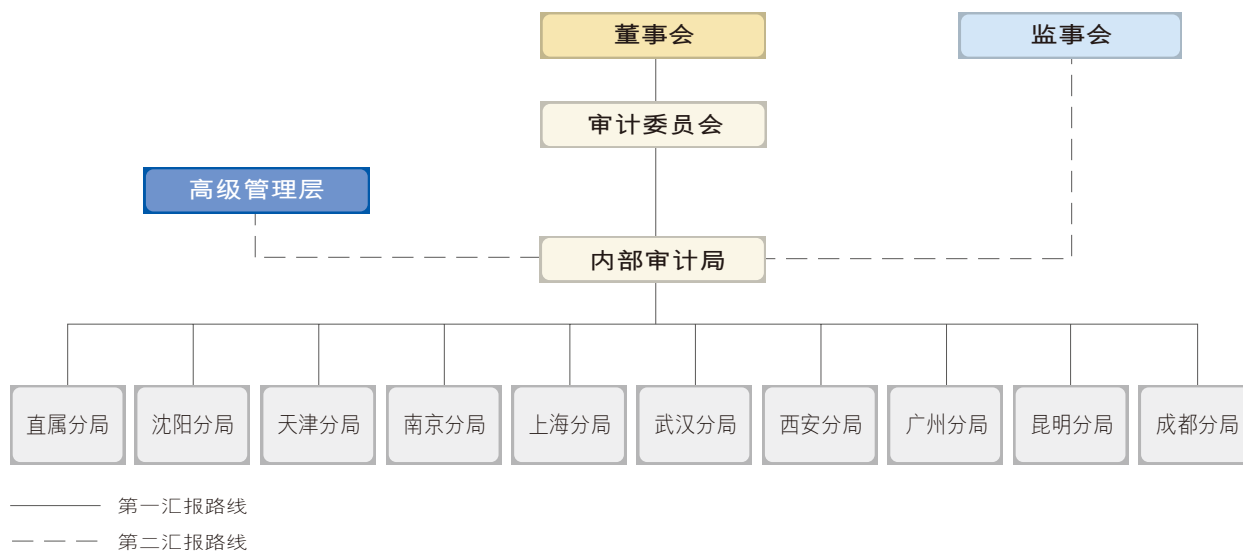 董事会
监事会
审计委员会
高级管理层
内部审计局
直属分局
沈阳分局
天津分局
南京分局
上海分局
武汉分局
西安分局
广州分局
昆明分局
成都分局
第一汇报路线
第二汇报路线